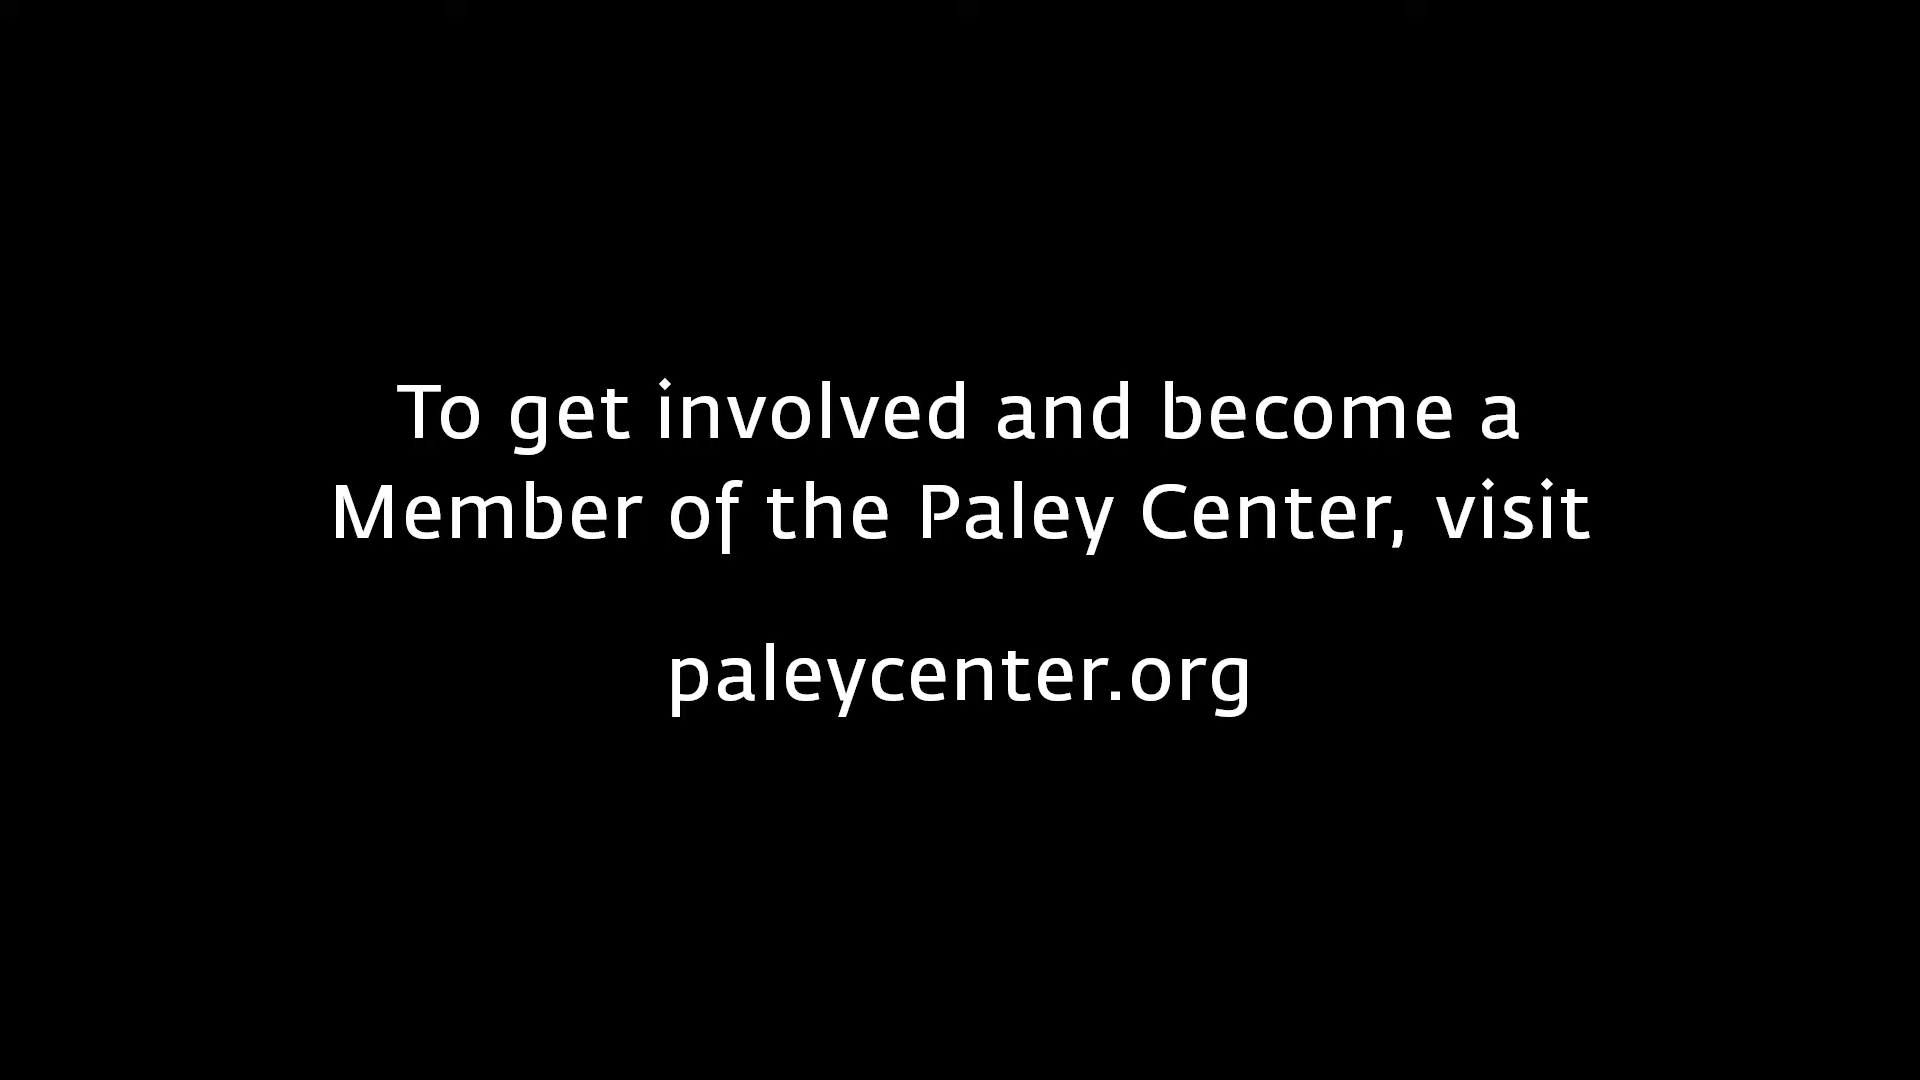 To get involved and become a
Member of the Paley Center, visit
paleycenter.org